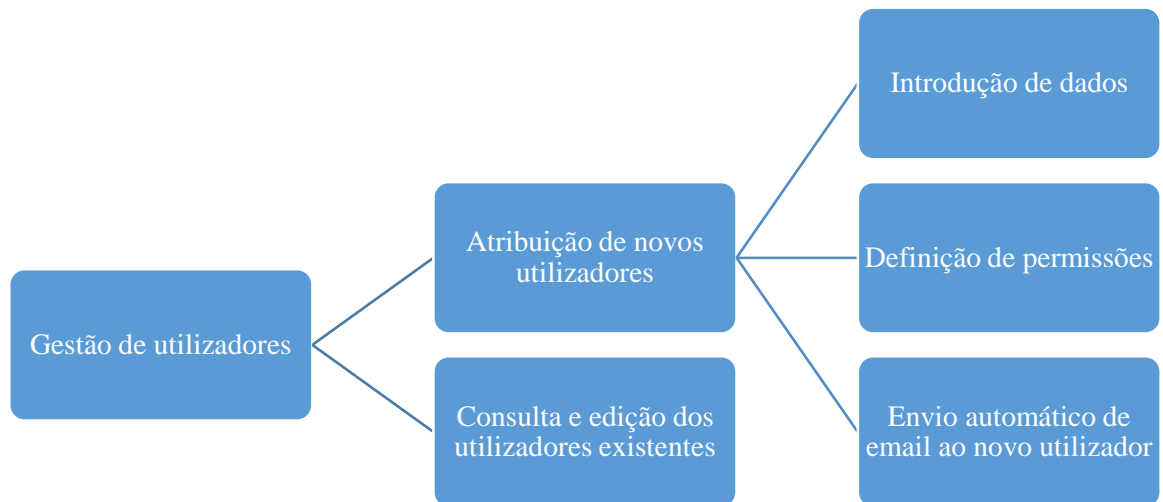 Gestão de utilizadores
Atribuição de novos
utilizadores
Consulta e edição dos
utilizadores existentes
Introdução de dados
Definição de permissões
Envio automático de
email ao novo utilizador